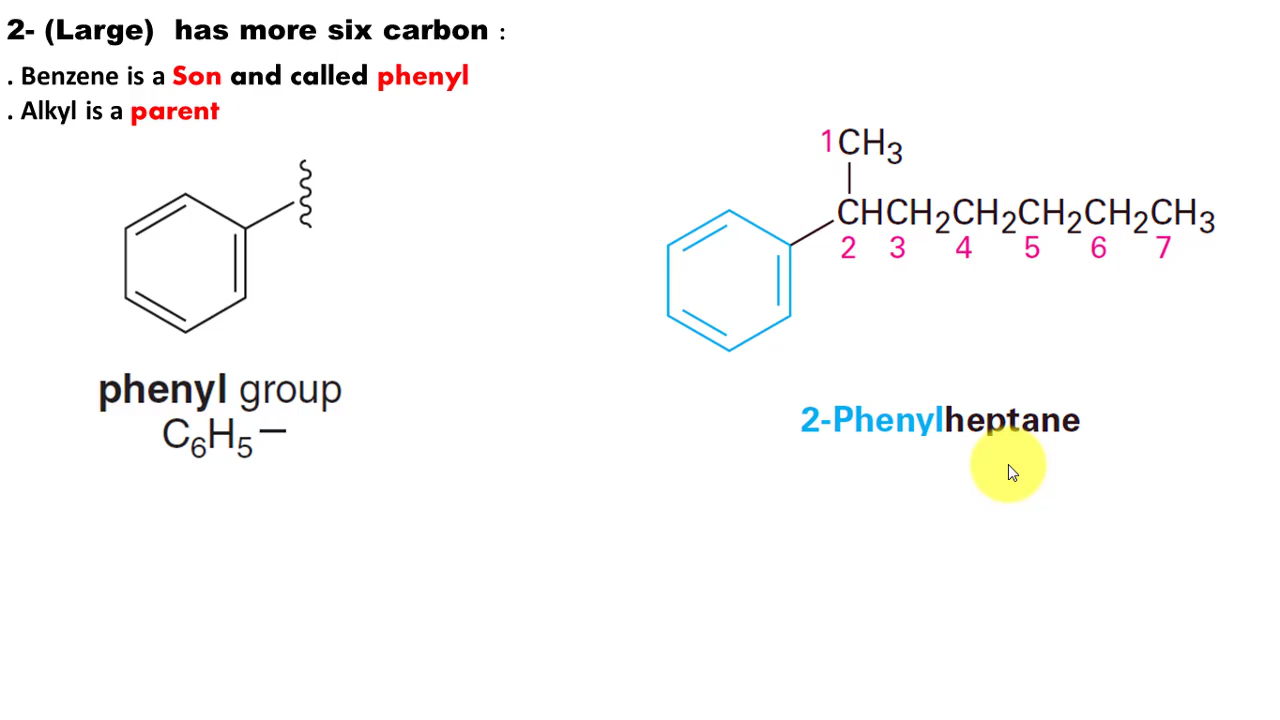 2- (Large) has more six carbon :
. Benzene is a Son and called phenyl
. Alkyl is a parent
1CH₃
CHCH₂CH₂CH₂CH₂CH₃
2 3 4 5 6 7
phenyl group
C₆H₅−
2-Phenylheptane